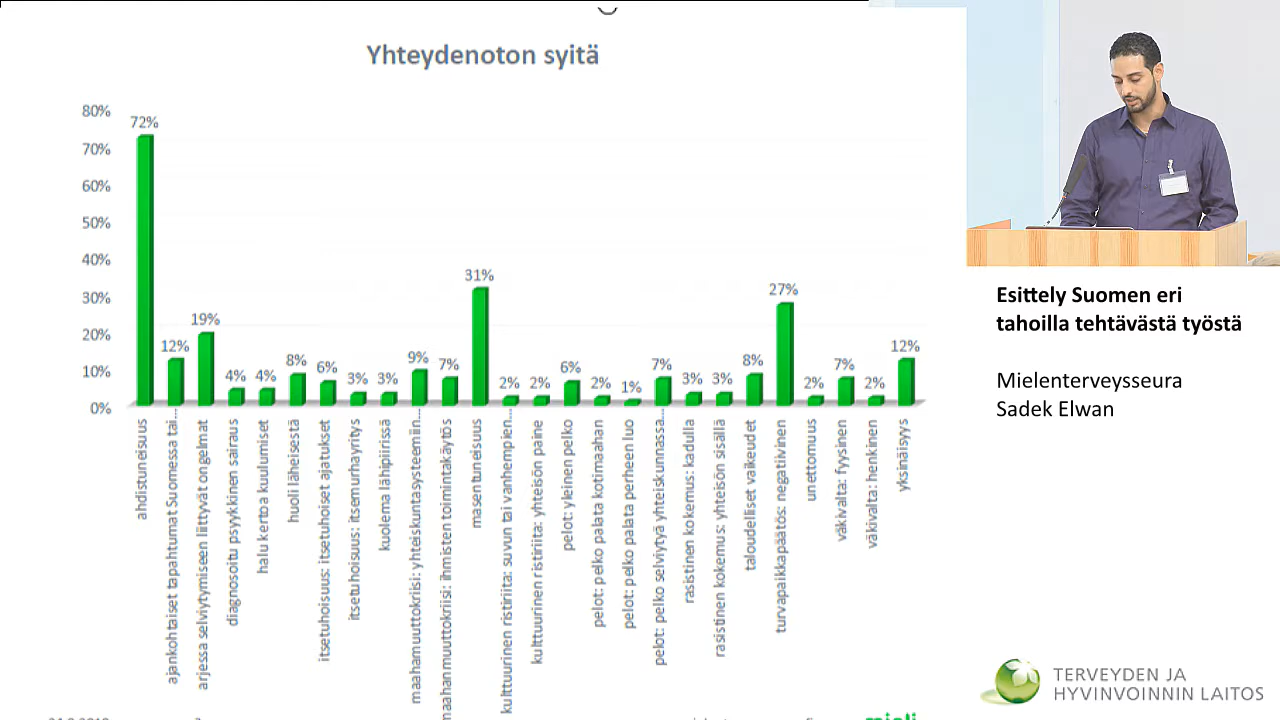 Yhteydenoton syitä
80%
70%
60%
50%
40%
30%
20%
10%
0%
72%
12%
19%
4%
4%
8%
6%
3%
3%
9%
7%
31%
2%
2%
6%
2%
1%
7%
3%
3%
8%
27%
2%
7%
2%
12%
ahdistuneisuus
ajankohtaiset tapahtumat Suomessa tai...
arjessa selviytymiseen liittyvät ongelmat
diagnosoitu psyykkinen sairaus
halu kertoa kuulumiset
huoli läheisestä
itsetuhoisuus: itsetuhoiset ajatukset
itsetuhoisuus: itsemurhayritys
kuolema lähipiirissä
maahamuuttokriisi: yhteiskuntasysteemiin...
maahanmuuttokriisi: ihmisten toimintakäytös
masentuneisuus
kulttuurinen ristiriita: suvun tai vanhempien...
kulttuurinen ristiriita: yhteisön paine
pelot: yleinen pelko
pelot: pelko palata kotimaahan
pelot: pelko palata perheen luo
pelot: pelko selviytyä yhteiskunnassa...
rasistinen kokemus: kadulla
rasistinen kokemus: yhteisön sisällä
taloudelliset vaikeudet
turvapaikkapäätös: negatiivinen
unettomuus
väkivalta: fyysinen
väkivalta: henkinen
yksinäisyys
mieli
Esittely Suomen eri
tahoilla tehtävästä työstä
Mielenterveysseura
Sadek Elwan
TERVEYDEN JA
HYVINVOINNIN LAITOS